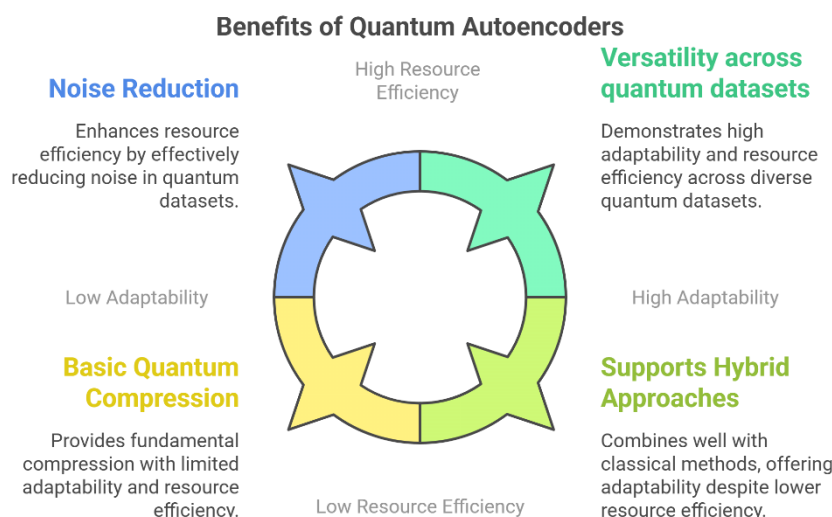 Benefits of Quantum Autoencoders
High Resource
Efficiency
Noise Reduction
Enhances resource
efficiency by effectively
reducing noise in quantum
datasets.
Versatility across
quantum datasets
Demonstrates high
adaptability and resource
efficiency across diverse
quantum datasets.
Low Adaptability
High Adaptability
Basic Quantum
Compression
Provides fundamental
compression with limited
adaptability and resource
efficiency.
Supports Hybrid
Approaches
Combines well with
classical methods, offering
adaptability despite lower
resource efficiency.
Low Resource Efficiency